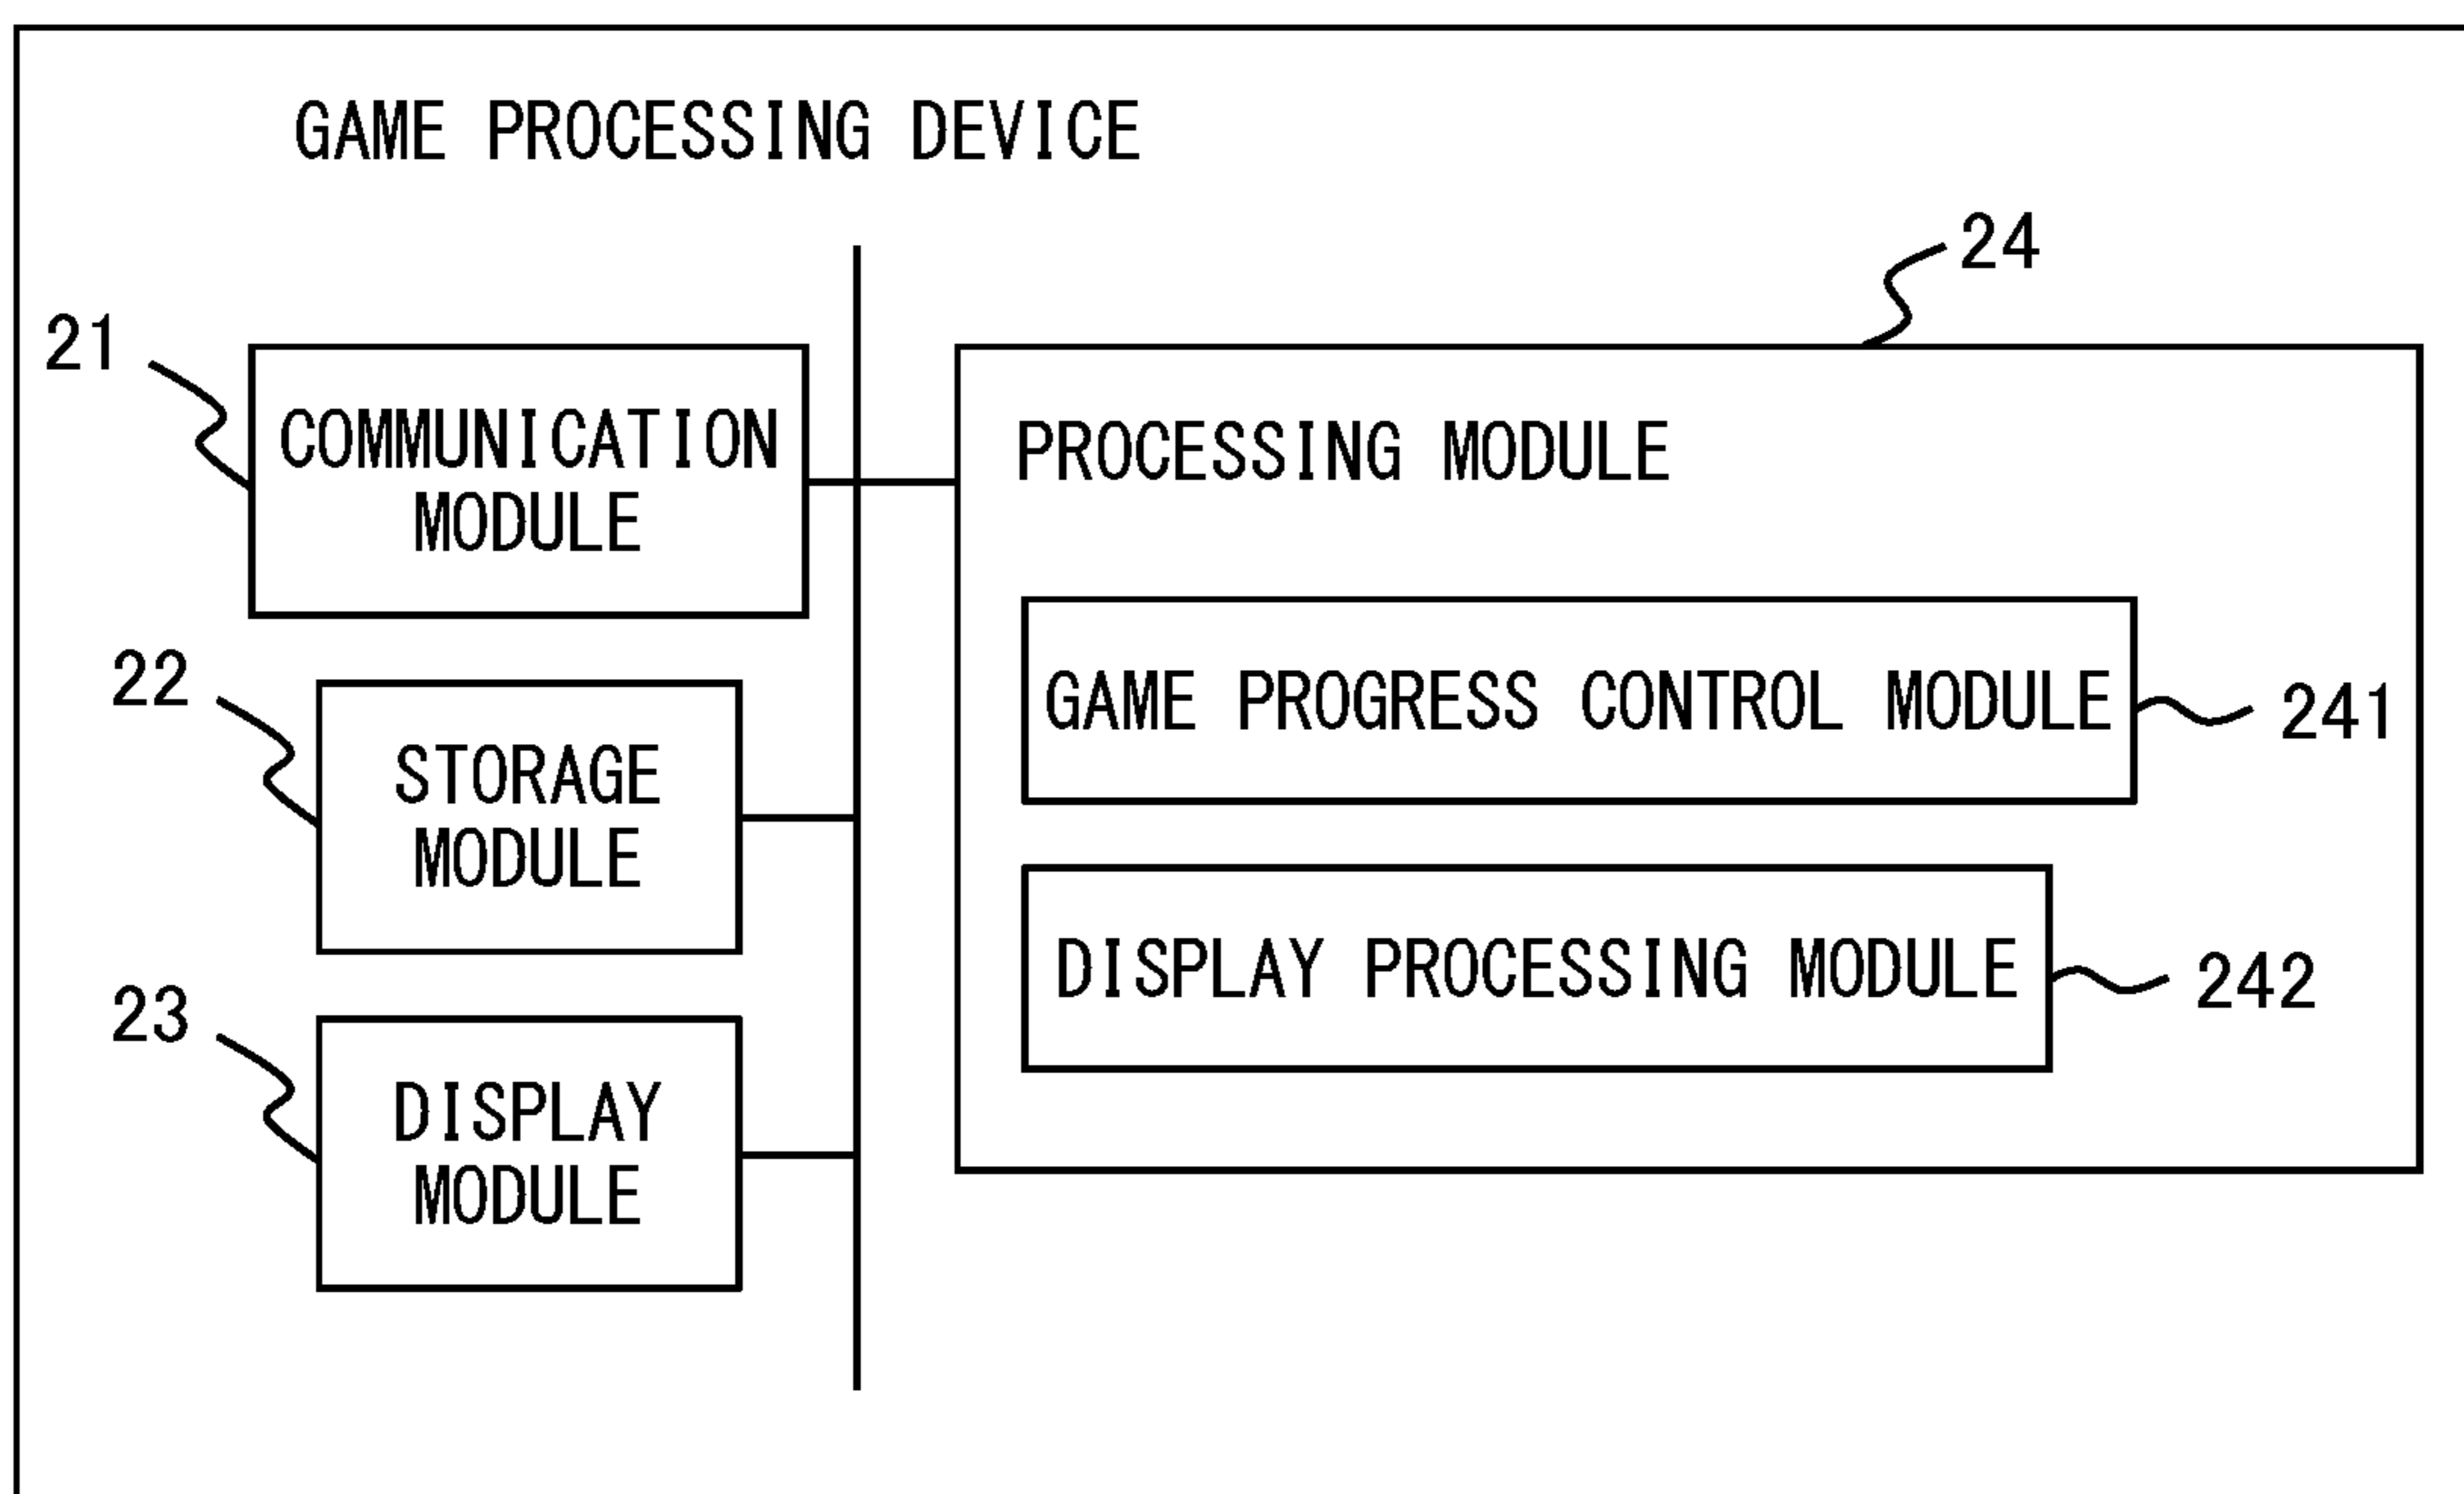 GAME PROCESSING DEVICE
24
21
COMMUNICATION
MODULE
PROCESSING MODULE
22
STORAGE
MODULE
GAME PROGRESS CONTROL MODULE
241
23
DISPLAY
MODULE
DISPLAY PROCESSING MODULE
242